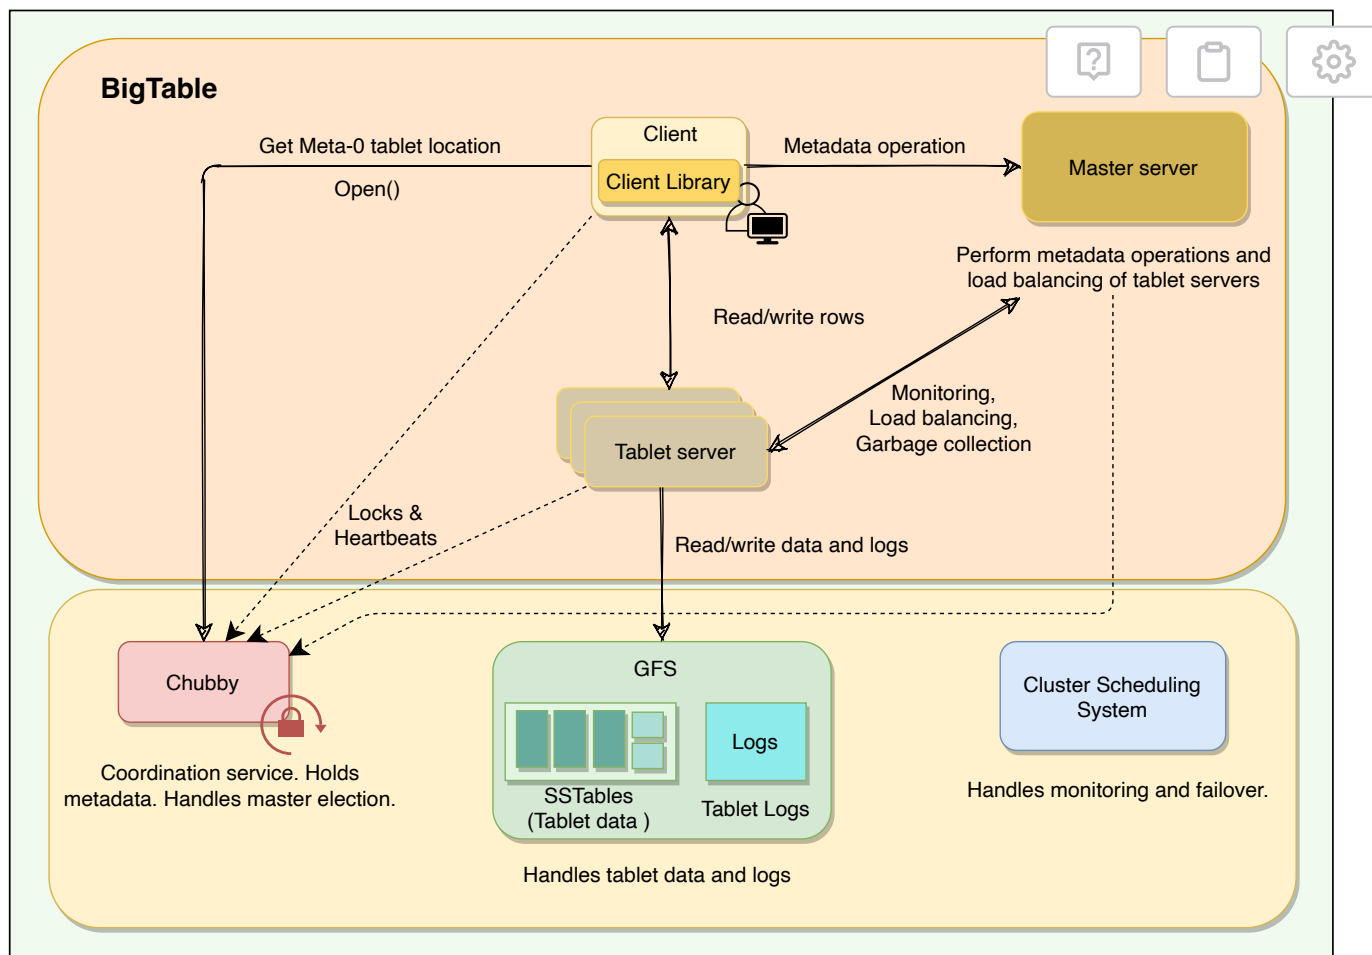 BigTable
Get Meta-0 tablet location
Open()
Client
Client Library
Metadata operation
Master server
Perform metadata operations and
load balancing of tablet servers
Read/write rows
Monitoring,
Load balancing,
Garbage collection
Tablet server
Locks &
Heartbeats
Read/write data and logs
Chubby
Coordination service. Holds
metadata. Handles master election.
GFS
SSTables
(Tablet data )
Logs
Tablet Logs
Handles tablet data and logs
Cluster Scheduling
System
Handles monitoring and failover.